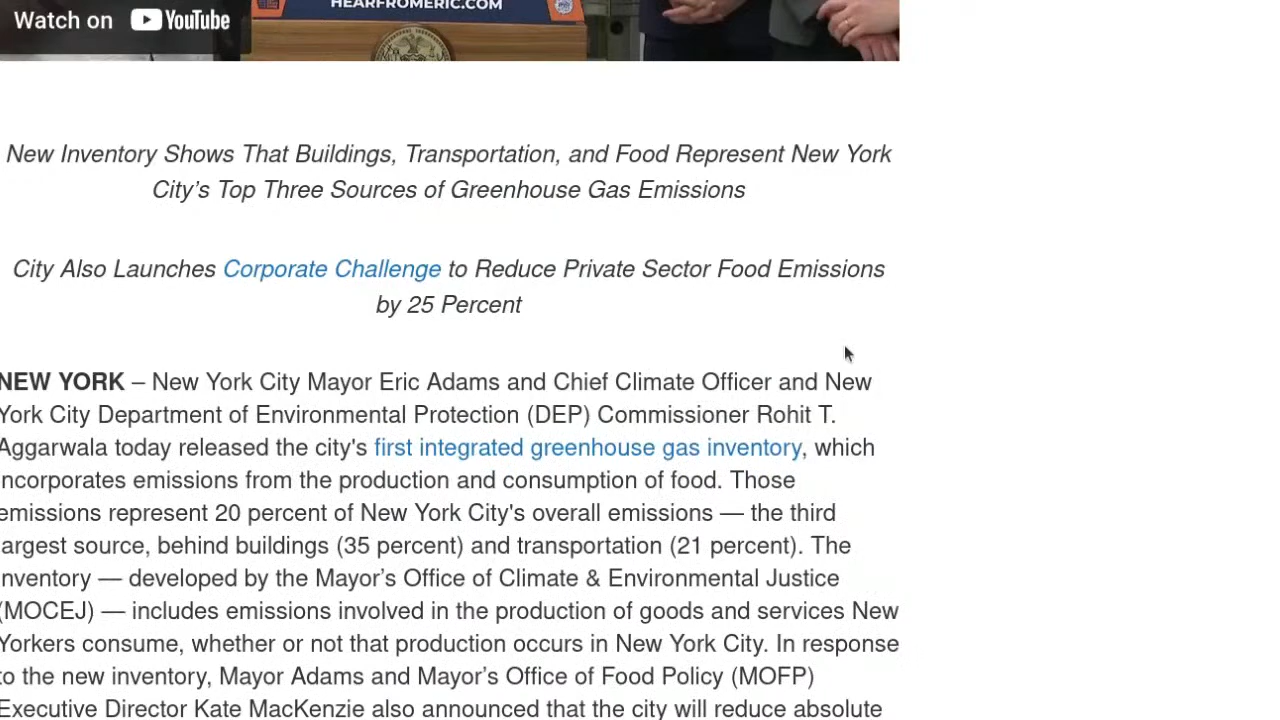 HEARFROMERIC.COM
Watch on YouTube
New Inventory Shows That Buildings, Transportation, and Food Represent New York
City’s Top Three Sources of Greenhouse Gas Emissions
City Also Launches Corporate Challenge to Reduce Private Sector Food Emissions
by 25 Percent
NEW YORK – New York City Mayor Eric Adams and Chief Climate Officer and New
York City Department of Environmental Protection (DEP) Commissioner Rohit T.
Aggarwala today released the city's first integrated greenhouse gas inventory, which
incorporates emissions from the production and consumption of food. Those
emissions represent 20 percent of New York City's overall emissions — the third
largest source, behind buildings (35 percent) and transportation (21 percent). The
inventory — developed by the Mayor’s Office of Climate & Environmental Justice
(MOCEJ) — includes emissions involved in the production of goods and services New
Yorkers consume, whether or not that production occurs in New York City. In response
to the new inventory, Mayor Adams and Mayor’s Office of Food Policy (MOFP)
Executive Director Kate MacKenzie also announced that the city will reduce absolute